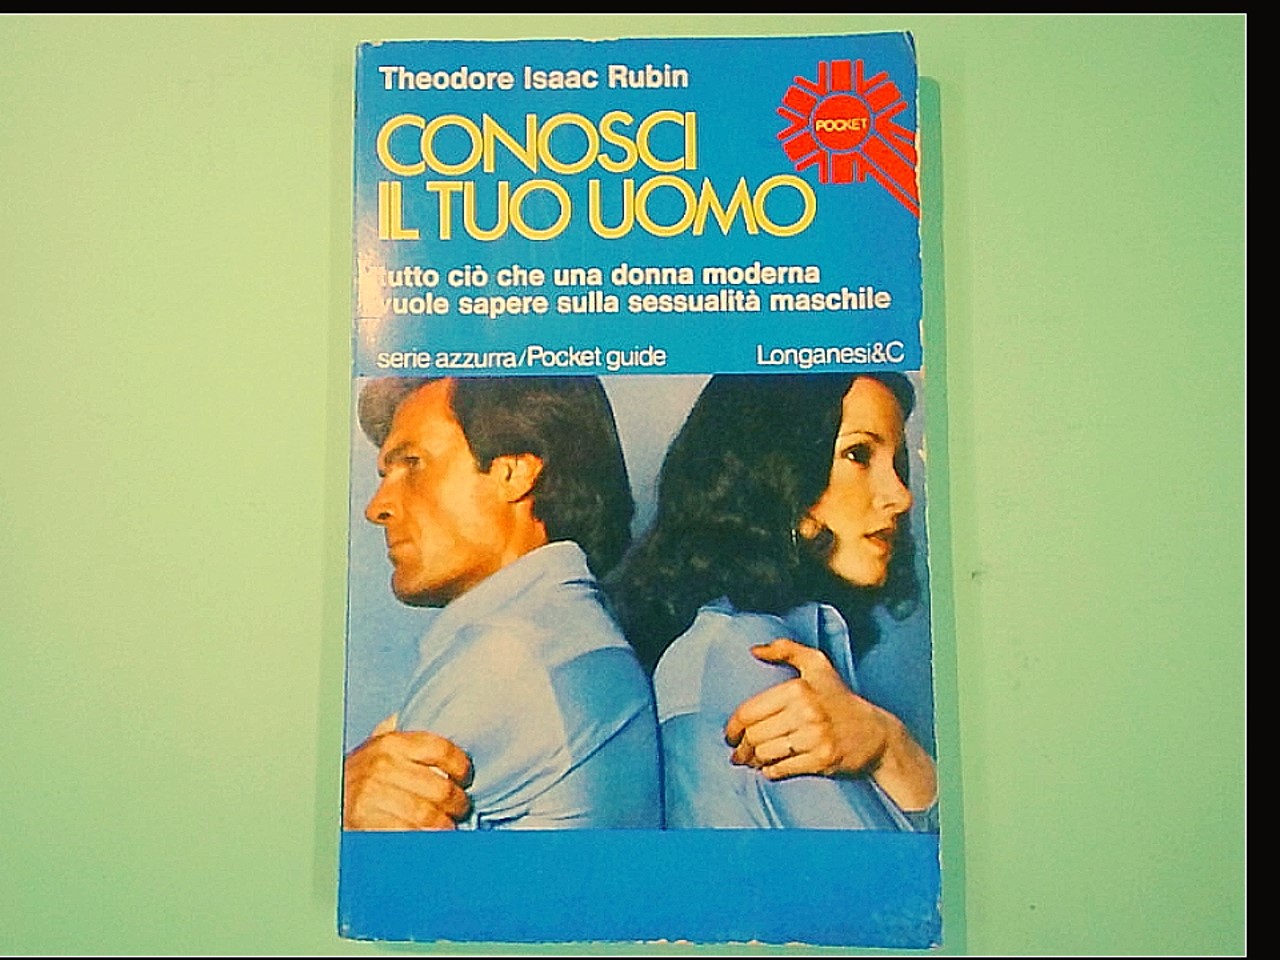 Theodore Isaac Rubin
POCKET
CONOSCI
IL TUO UOMO
tutto ciò che una donna moderna
vuole sapere sulla sessualità maschile
serie azzurra/Pocket guide
Longanesi&C